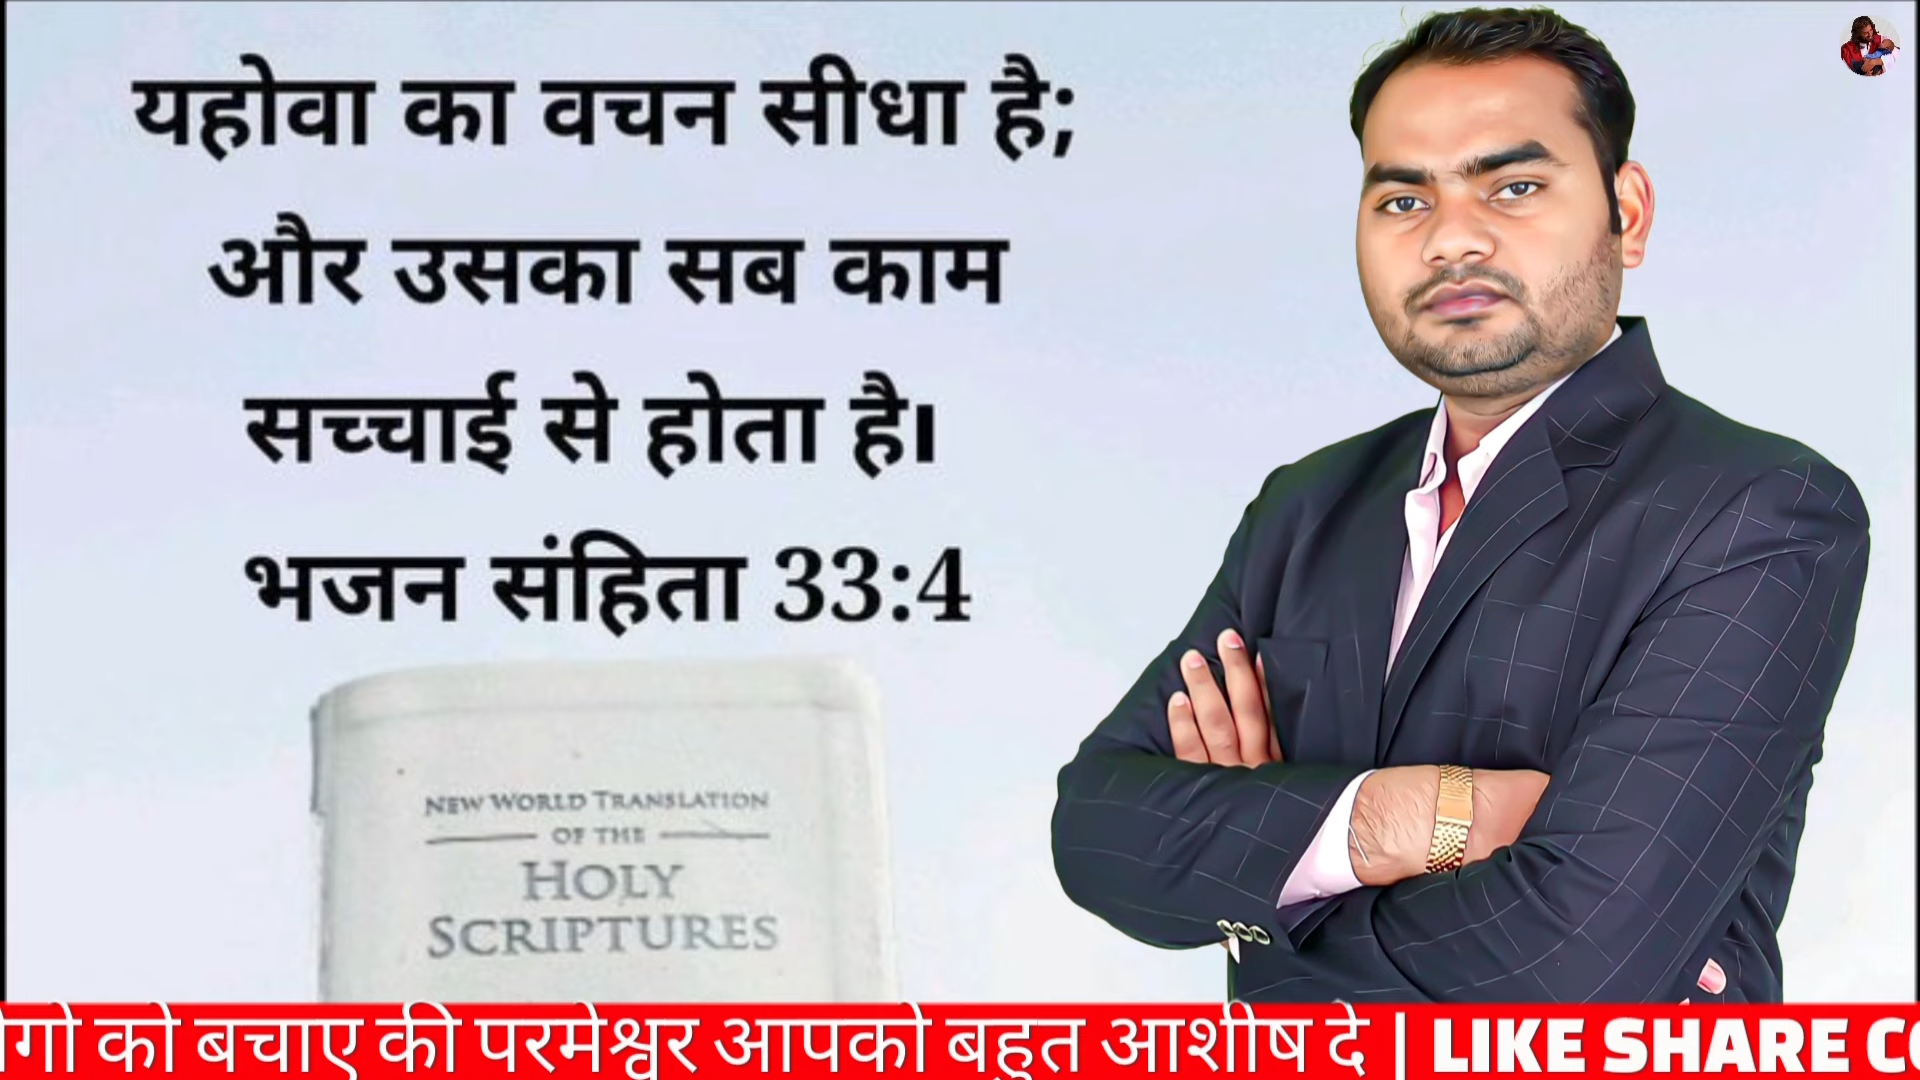 यहोवा का वचन सीधा है;
और उसका सब काम
सच्चाई से होता है।
भजन संहिता 33:4
NEW WORLD TRANSLATION
OF THE
HOLY
SCRIPTURES
को बचाए की परमेश्वर आपको बहुत आशीष दे | LIKE SHARE